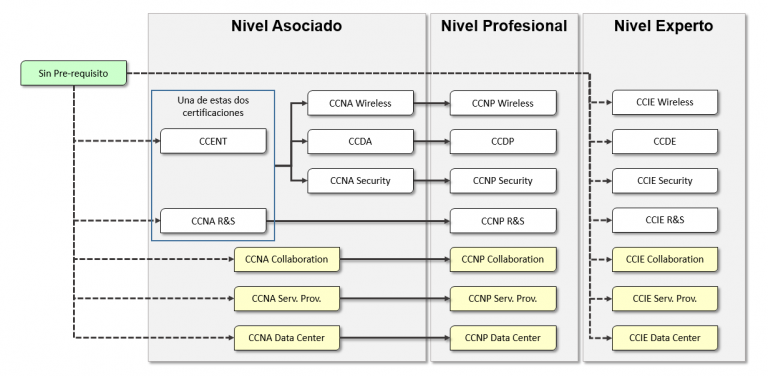 Nivel Asociado
Nivel Profesional
Nivel Experto
Sin Pre-requisito
Una de estas dos
certificaciones
CCNA Wireless
CCNP Wireless
CCIE Wireless
CCENT
CCDA
CCDP
CCDE
CCNA Security
CCNP Security
CCIE Security
CCNA R&S
CCNP R&S
CCIE R&S
CCNA Collaboration
CCNP Collaboration
CCIE Collaboration
CCNA Serv. Prov.
CCNP Serv. Prov.
CCIE Serv. Prov.
CCNA Data Center
CCNP Data Center
CCIE Data Center